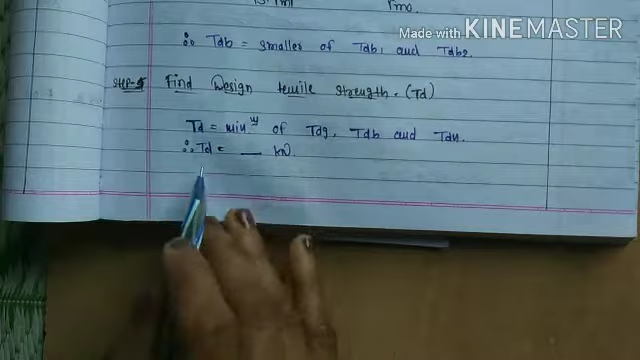 Made with KINEMASTER
∴ Tdb = smaller of Tdb1 and Tdb2.
Step-5 Find Design tensile strength. (Td)
Td = min.m of Tdg, Tdb and Tdn.
∴ Td = __ kN.